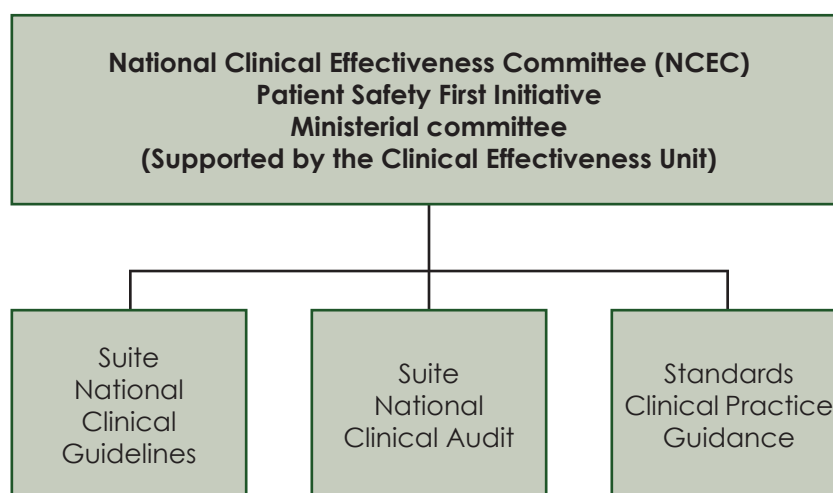 National Clinical Effectiveness Committee (NCEC)
Patient Safety First Initiative
Ministerial committee
(Supported by the Clinical Effectiveness Unit)
Suite
National
Clinical
Guidelines
Suite
National
Clinical Audit
Standards
Clinical Practice
Guidance